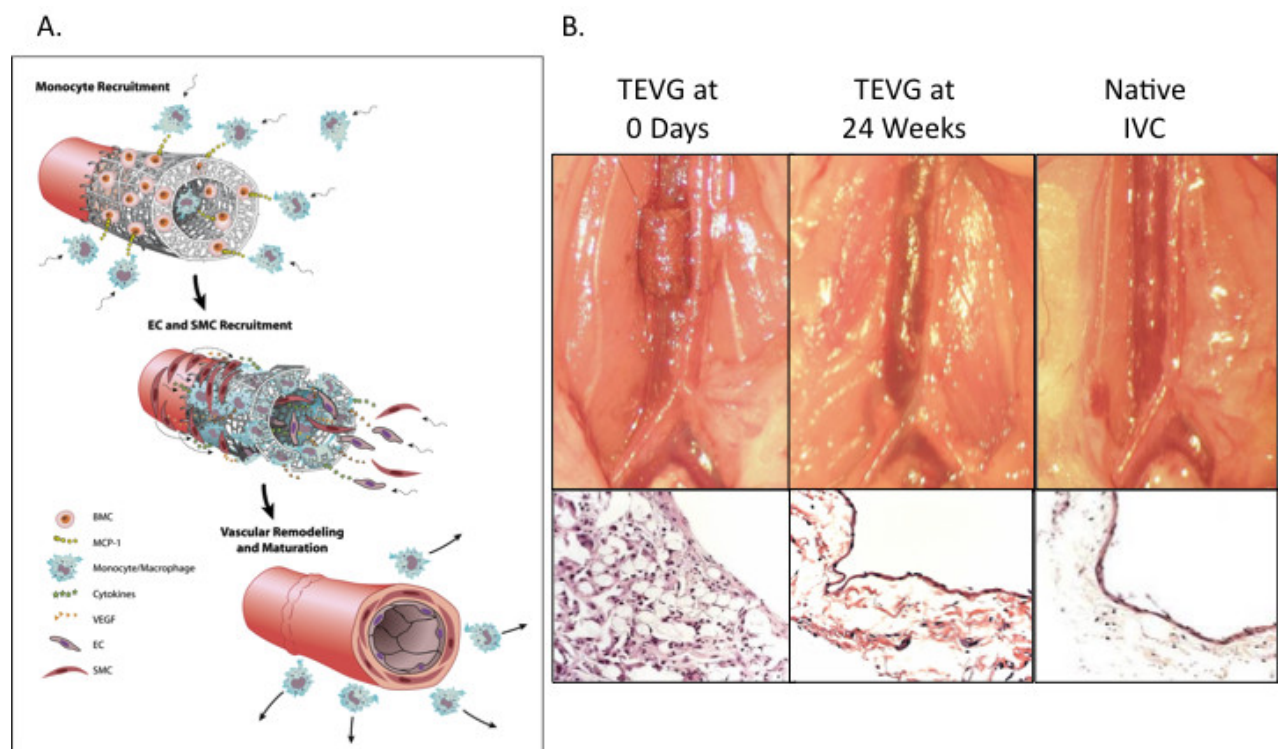 A.
Monocyte Recruitment
EC and SMC Recruitment
Vascular Remodeling
and Maturation
BMC
MCP-1
Monocyte/Macrophage
Cytokines
VEGF
EC
SMC
B.
TEVG at
0 Days
TEVG at
24 Weeks
Native
IVC